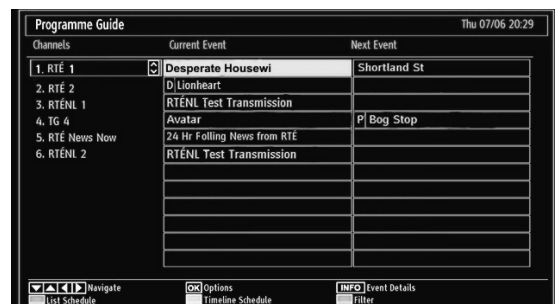 Programme Guide Thu 07/06 20:29
Channels Current Event Next Event
1. RTÉ 1 Desperate Housewi Shortland St
2. RTÉ 2 D Lionheart
3. RTÉNL 1 RTÉNL Test Transmission
4. TG 4 Avatar P Bog Stop
5. RTÉ News Now 24 Hr Folling News from RTÉ
6. RTÉNL 2 RTÉNL Test Transmission
Navigate OK Options INFO Event Details
List Schedule Timeline Schedule Filter